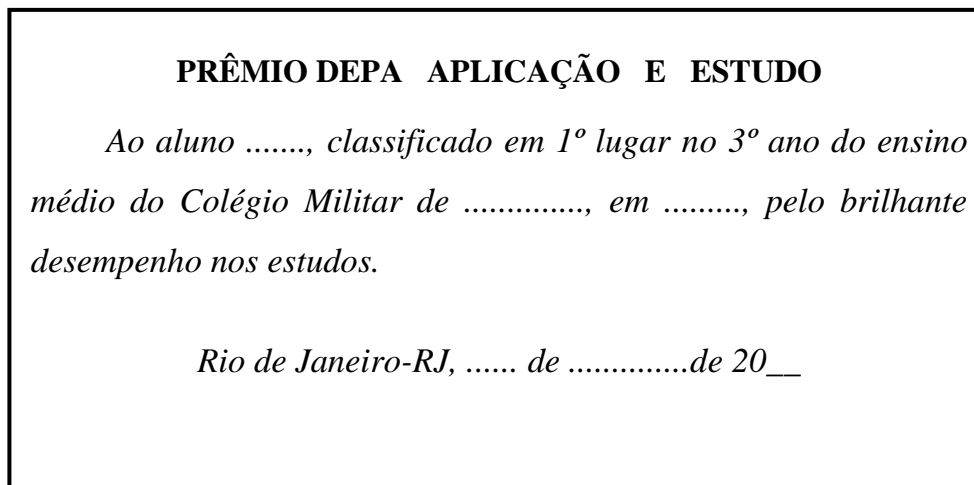 PRÊMIO DEPA APLICAÇÃO E ESTUDO
Ao aluno ......., classificado em 1º lugar no 3º ano do ensino
médio do Colégio Militar de .............., em ........., pelo brilhante
desempenho nos estudos.
Rio de Janeiro-RJ, ...... de ..............de 20__